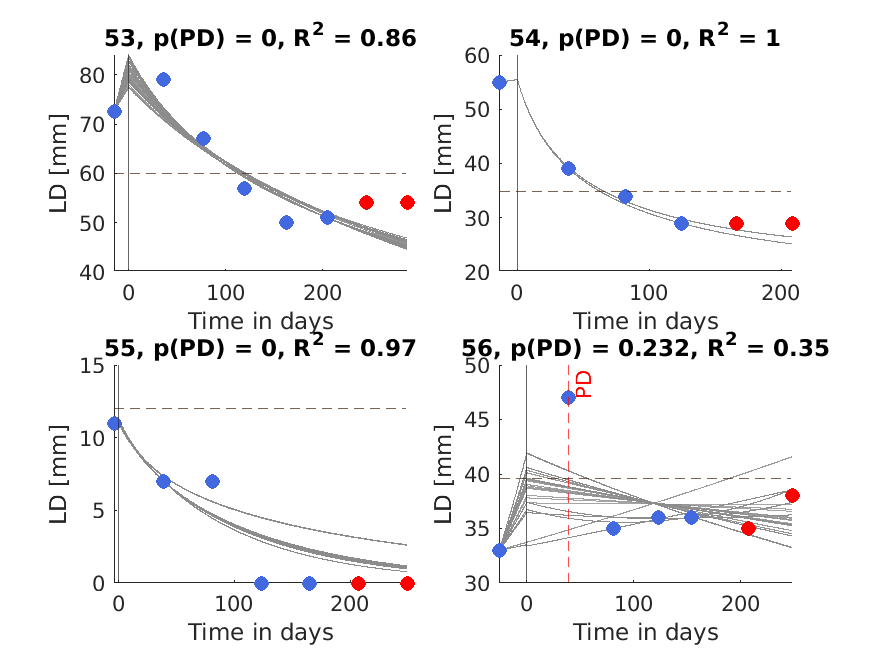 53, p(PD) = 0, R² = 0.86
80
70
60
50
40
LD [mm]
0
100
200
Time in days
54, p(PD) = 0, R² = 1
60
50
40
30
20
LD [mm]
0
100
200
Time in days
55, p(PD) = 0, R² = 0.97
15
10
5
0
LD [mm]
0
100
200
Time in days
56, p(PD) = 0.232, R² = 0.35
50
45
40
35
30
LD [mm]
PD
0
100
200
Time in days